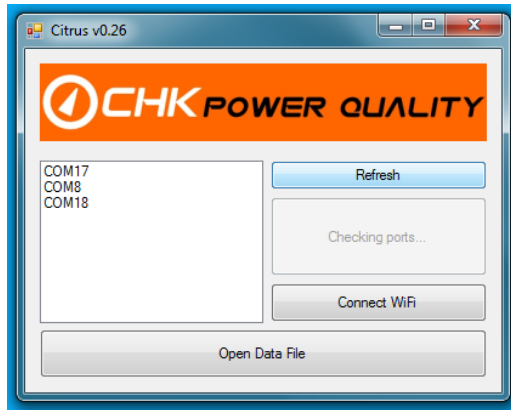 Citrus v0.26
CHK POWER QUALITY
COM17
COM8
COM18
Refresh
Checking ports...
Connect WiFi
Open Data File